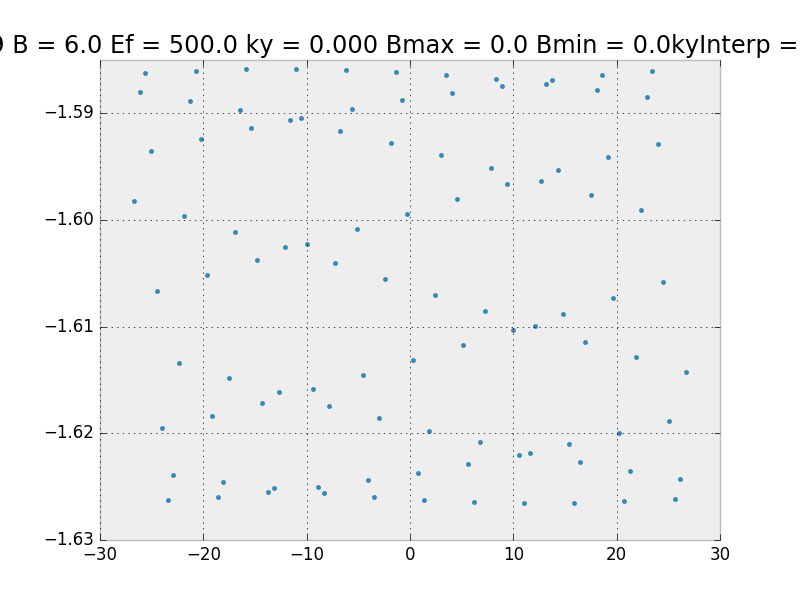 B = 6.0 Ef = 500.0 ky = 0.000 Bmax = 0.0 Bmin = 0.0kyInterp =
−1.59
−1.60
−1.61
−1.62
−1.63
−30 −20 −10 0 10 20 30